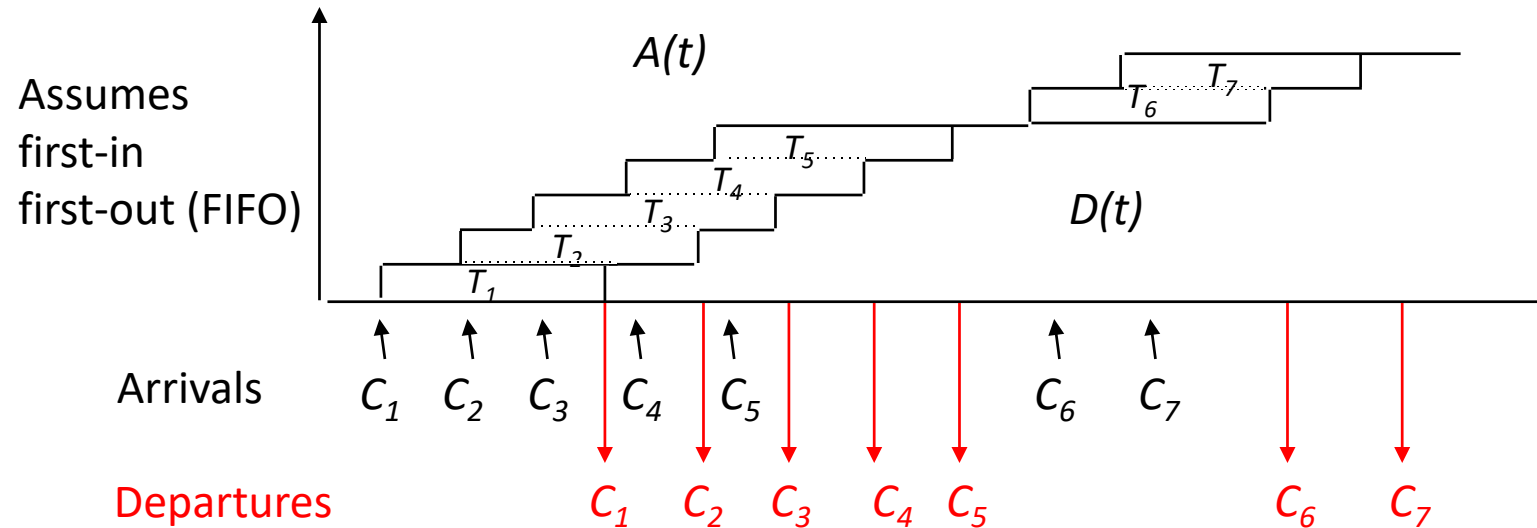 A(t)
Assumes
first-in
first-out (FIFO)
T7
T6
T5
T4
T3
T2
T1
D(t)
Arrivals C1 C2 C3 C4 C5 C6 C7
Departures C1 C2 C3 C4 C5 C6 C7